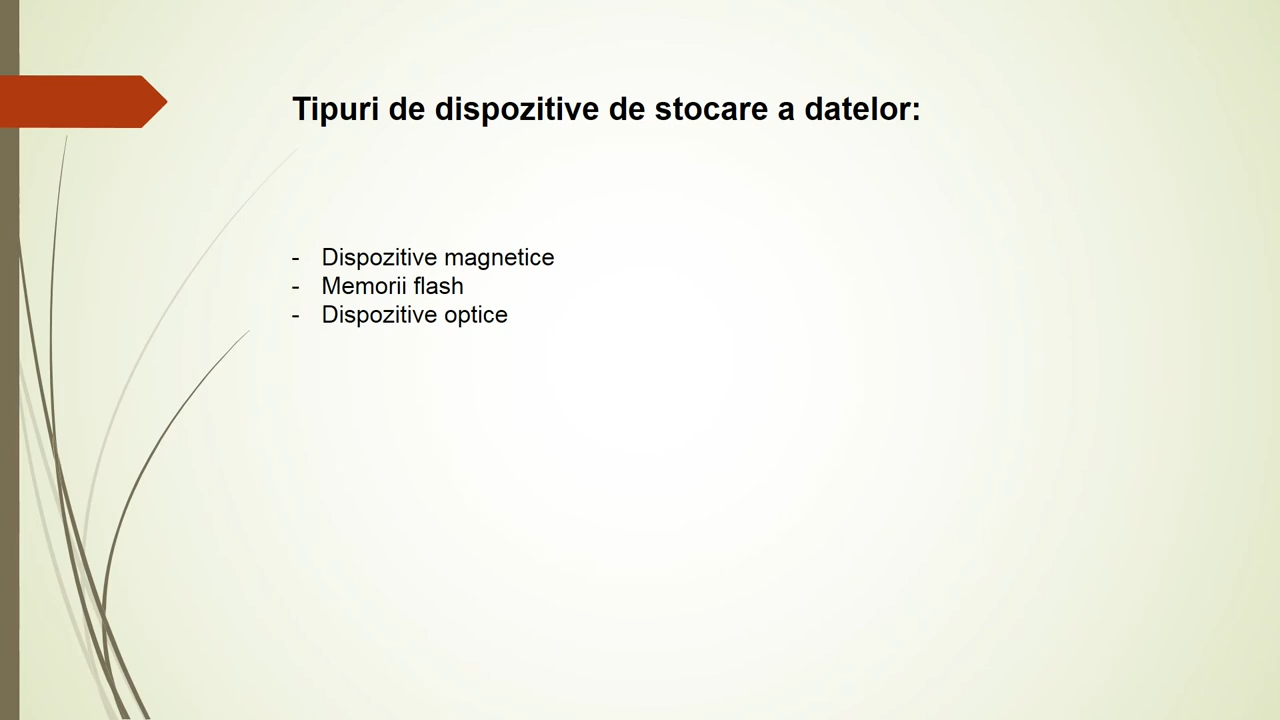 Tipuri de dispozitive de stocare a datelor:
- Dispozitive magnetice
- Memorii flash
- Dispozitive optice